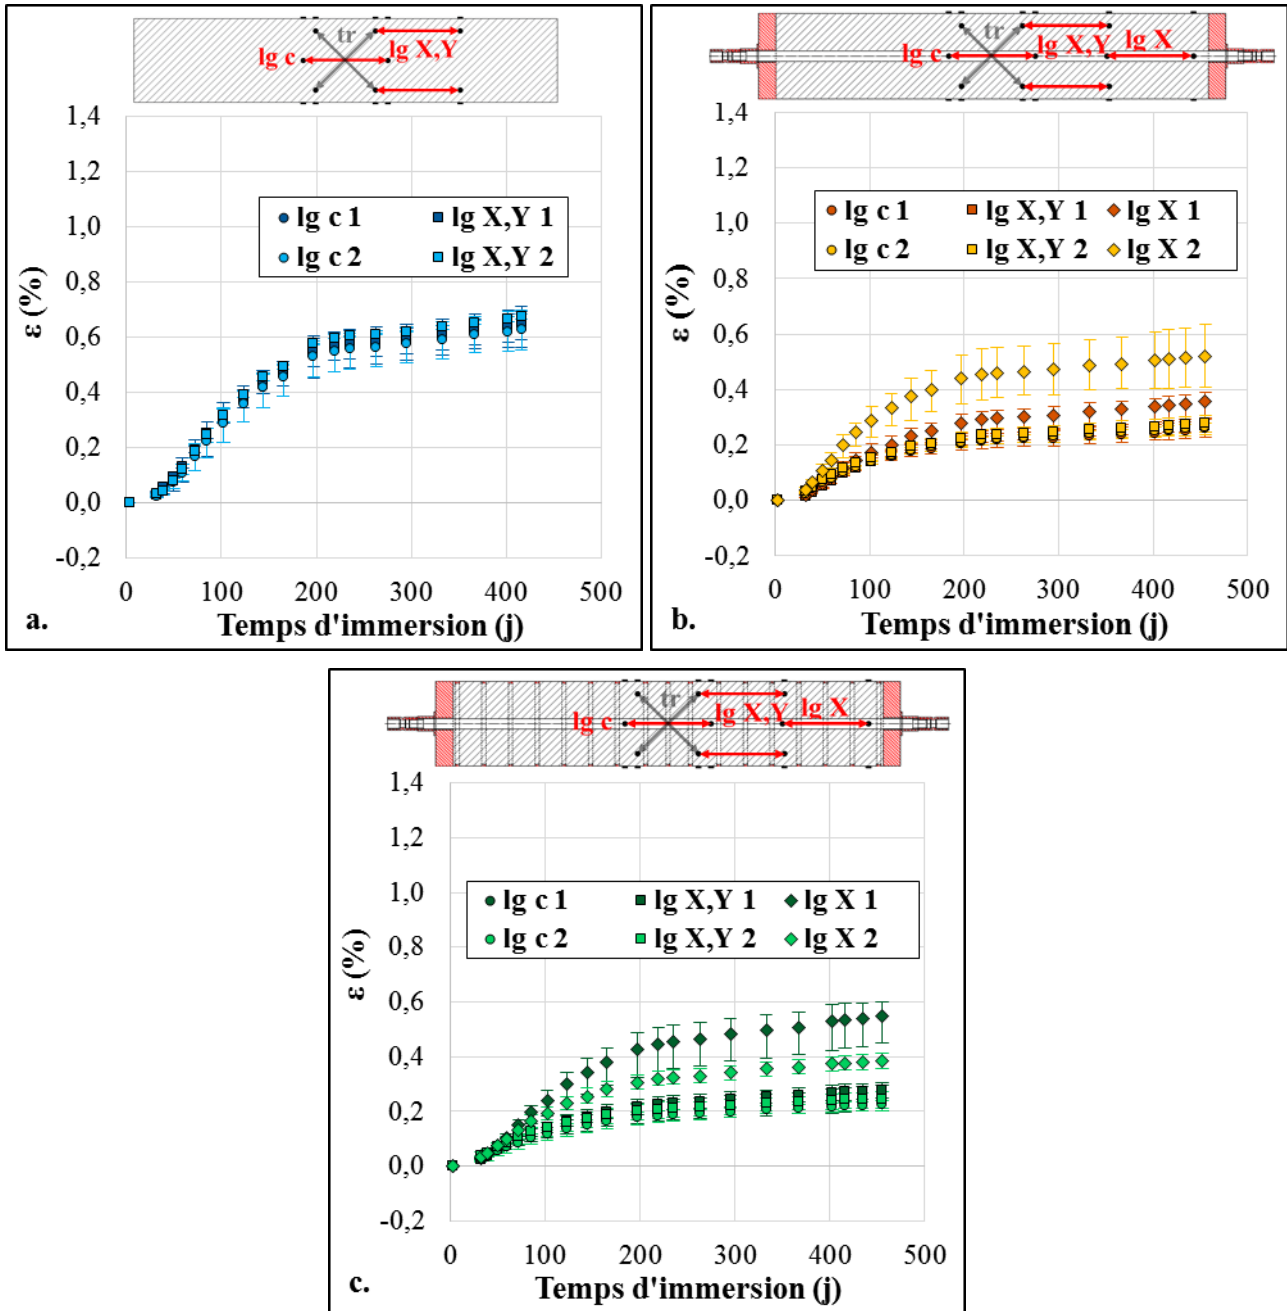 tr
lg c
lg X,Y
1,4
1,2
1,0
0,8
0,6
0,4
0,2
0,0
-0,2
ε (%)
lg c 1 lg X,Y 1
lg c 2 lg X,Y 2
0 100 200 300 400 500
a. Temps d'immersion (j)
tr
lg c
lg X,Y
lg X
1,4
1,2
1,0
0,8
0,6
0,4
0,2
0,0
-0,2
ε (%)
lg c 1 lg X,Y 1 lg X 1
lg c 2 lg X,Y 2 lg X 2
0 100 200 300 400 500
b. Temps d'immersion (j)
tr
lg c
lg X,Y
lg X
1,4
1,2
1,0
0,8
0,6
0,4
0,2
0,0
-0,2
ε (%)
lg c 1 lg X,Y 1 lg X 1
lg c 2 lg X,Y 2 lg X 2
0 100 200 300 400 500
c. Temps d'immersion (j)